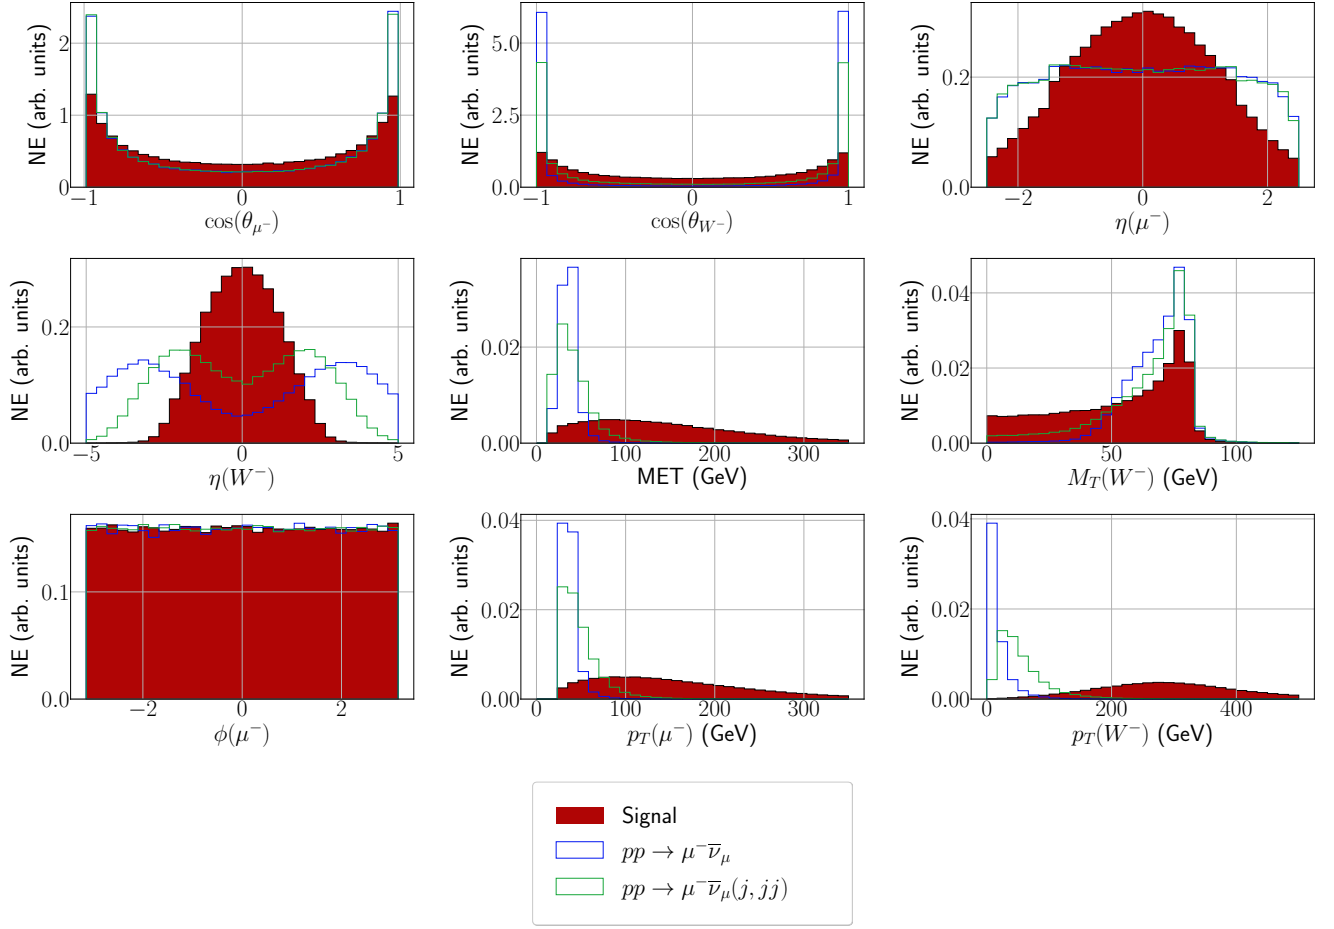 NE (arb. units)
2
1
0
−1
0
1
cos(θ_{μ⁻})
NE (arb. units)
5.0
2.5
0.0
−1
0
1
cos(θ_{W⁻})
NE (arb. units)
0.2
0.0
−2
0
2
η(μ⁻)
NE (arb. units)
0.2
0.0
−5
0
5
η(W⁻)
NE (arb. units)
0.02
0.00
0
100
200
300
MET (GeV)
NE (arb. units)
0.04
0.02
0.00
0
50
100
M_T(W⁻) (GeV)
NE (arb. units)
0.1
0.0
−2
0
2
ϕ(μ⁻)
NE (arb. units)
0.04
0.02
0.00
0
100
200
300
p_T(μ⁻) (GeV)
NE (arb. units)
0.04
0.02
0.00
0
200
400
p_T(W⁻) (GeV)
Signal
pp → μ⁻ν̅_μ
pp → μ⁻ν̅_μ(j, jj)